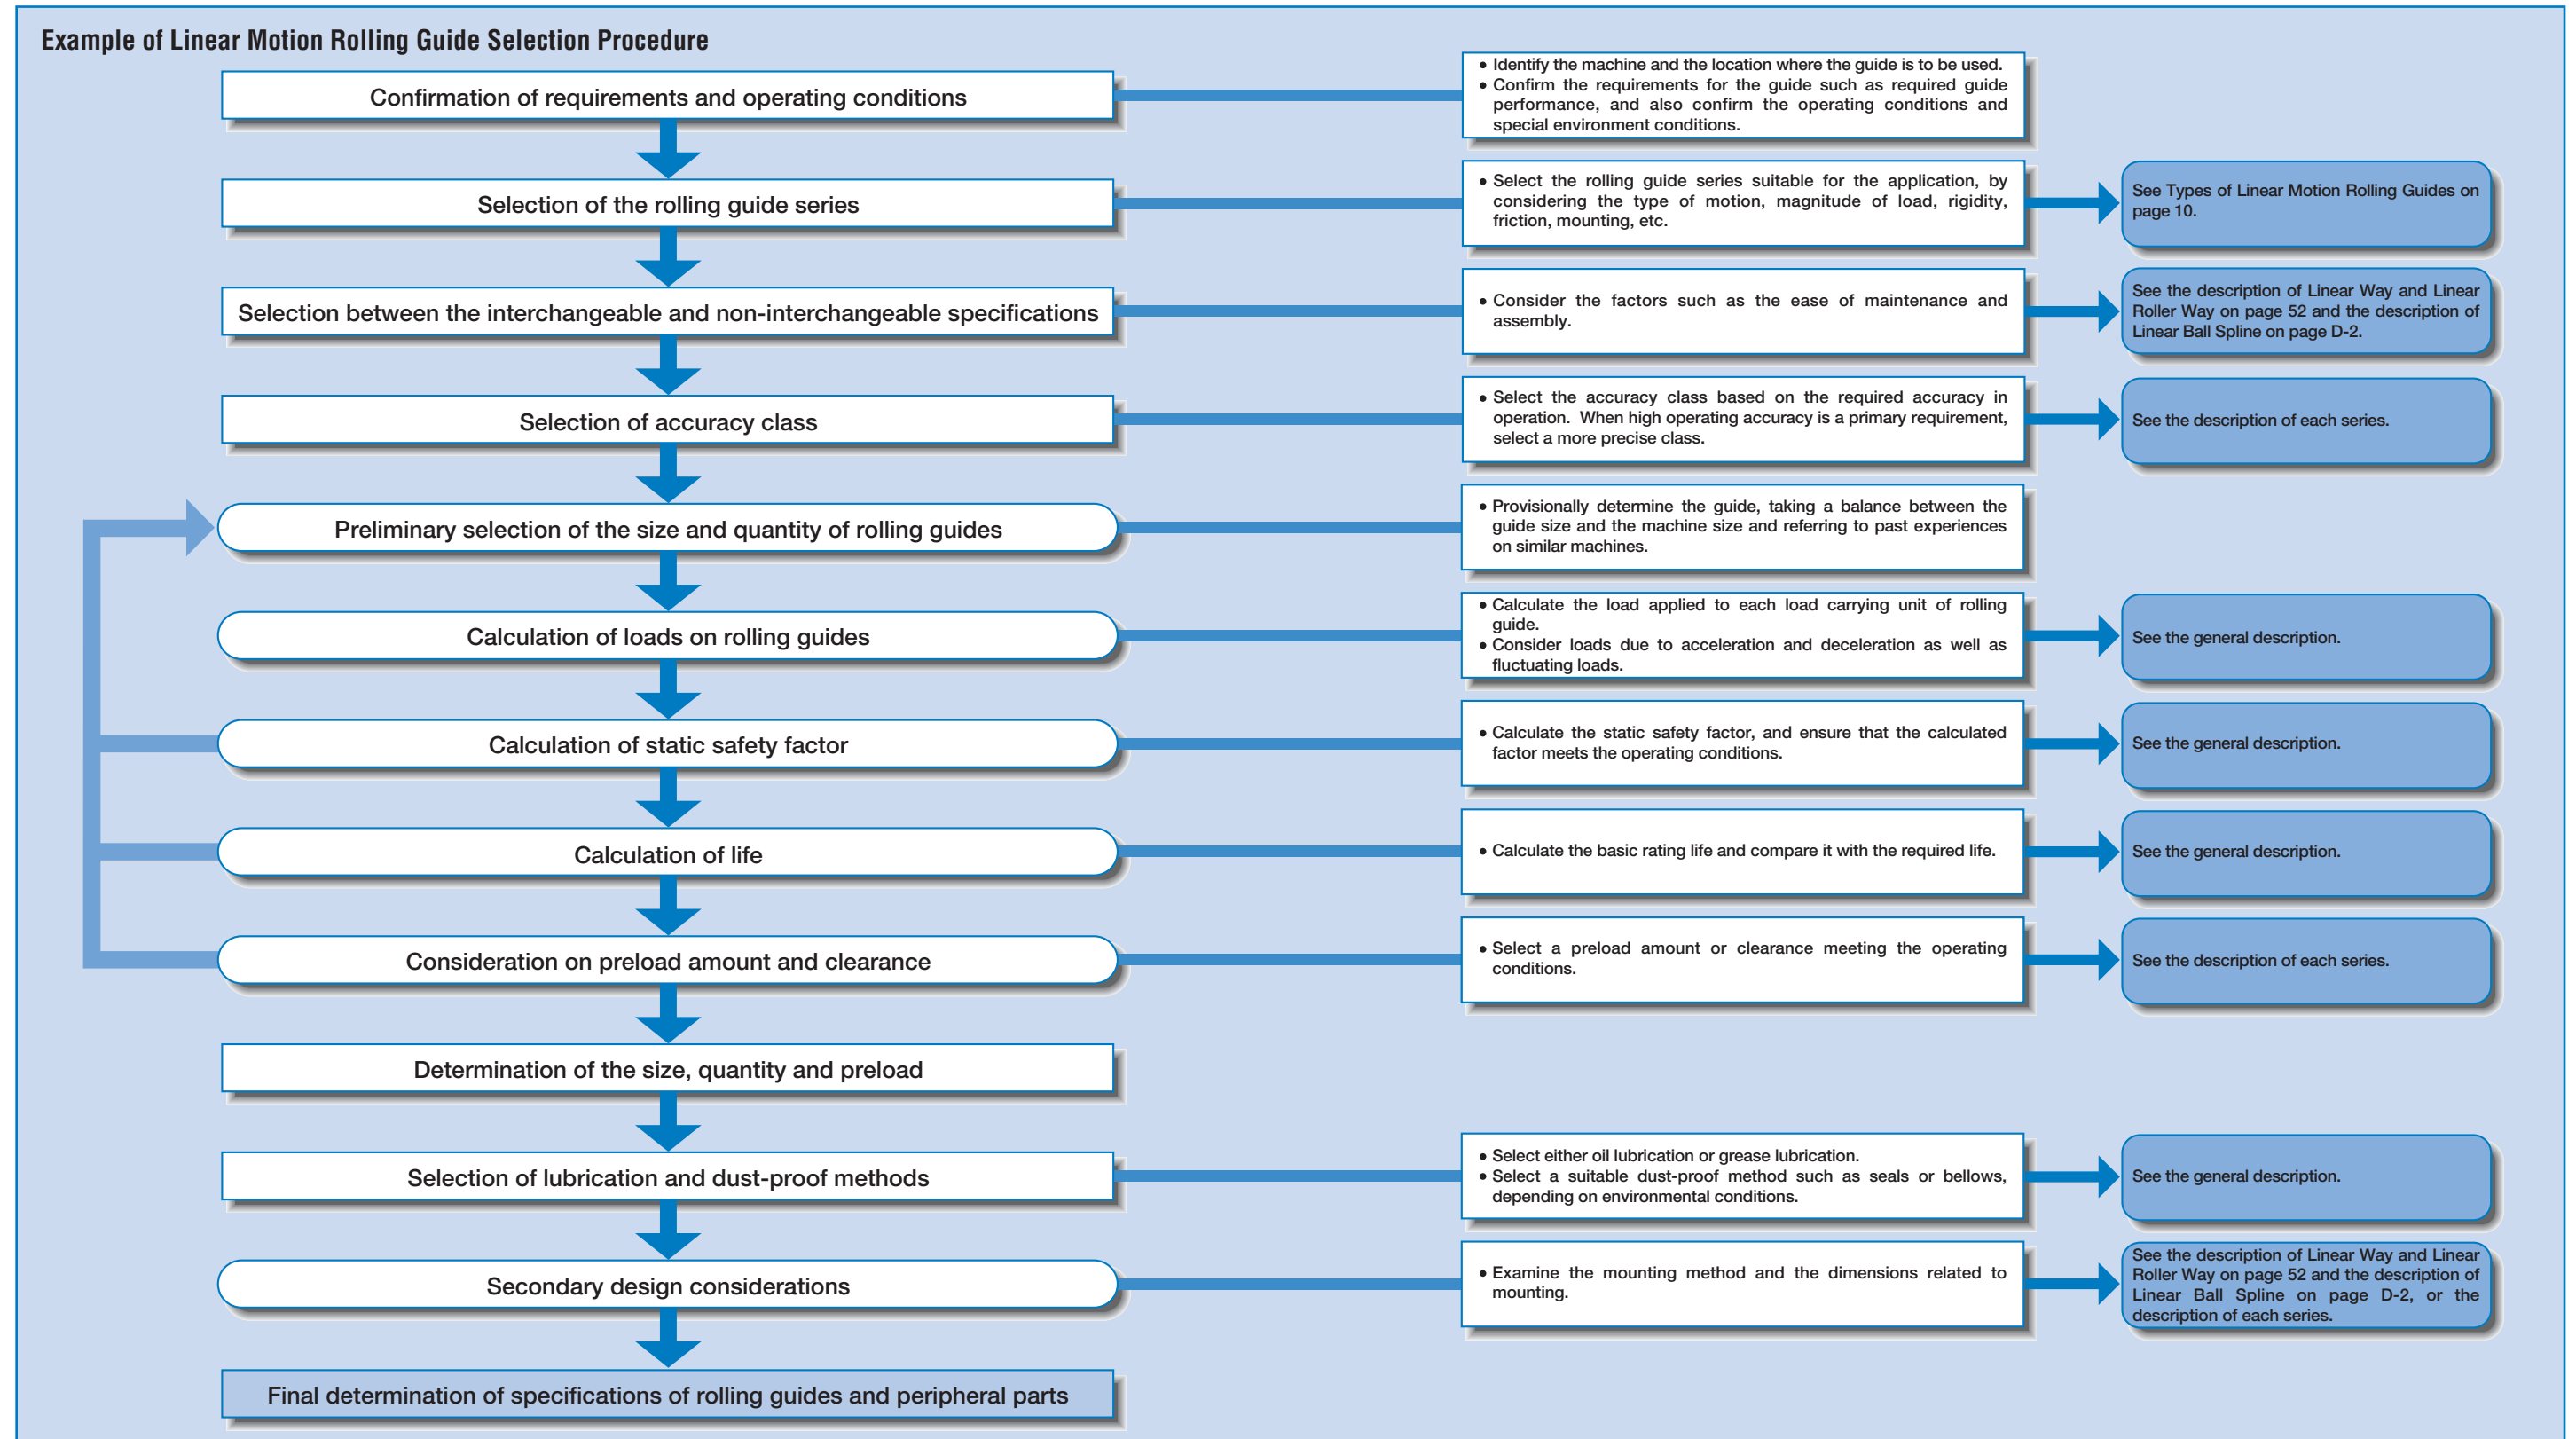 Example of Linear Motion Rolling Guide Selection Procedure
Confirmation of requirements and operating conditions
• Identify the machine and the location where the guide is to be used.
• Confirm the requirements for the guide such as required guide
performance, and also confirm the operating conditions and
special environment conditions.
Selection of the rolling guide series
• Select the rolling guide series suitable for the application, by
considering the type of motion, magnitude of load, rigidity,
friction, mounting, etc.
See Types of Linear Motion Rolling Guides on
page 10.
Selection between the interchangeable and non-interchangeable specifications
• Consider the factors such as the ease of maintenance and
assembly.
See the description of Linear Way and Linear
Roller Way on page 52 and the description of
Linear Ball Spline on page D-2.
Selection of accuracy class
• Select the accuracy class based on the required accuracy in
operation. When high operating accuracy is a primary requirement,
select a more precise class.
See the description of each series.
Preliminary selection of the size and quantity of rolling guides
• Provisionally determine the guide, taking a balance between the
guide size and the machine size and referring to past experiences
on similar machines.
Calculation of loads on rolling guides
• Calculate the load applied to each load carrying unit of rolling
guide.
• Consider loads due to acceleration and deceleration as well as
fluctuating loads.
See the general description.
Calculation of static safety factor
• Calculate the static safety factor, and ensure that the calculated
factor meets the operating conditions.
See the general description.
Calculation of life
• Calculate the basic rating life and compare it with the required life.
See the general description.
Consideration on preload amount and clearance
• Select a preload amount or clearance meeting the operating
conditions.
See the description of each series.
Determination of the size, quantity and preload
Selection of lubrication and dust-proof methods
• Select either oil lubrication or grease lubrication.
• Select a suitable dust-proof method such as seals or bellows,
depending on environmental conditions.
See the general description.
Secondary design considerations
• Examine the mounting method and the dimensions related to
mounting.
See the description of Linear Way and Linear
Roller Way on page 52 and the description of
Linear Ball Spline on page D-2, or the
description of each series.
Final determination of specifications of rolling guides and peripheral parts